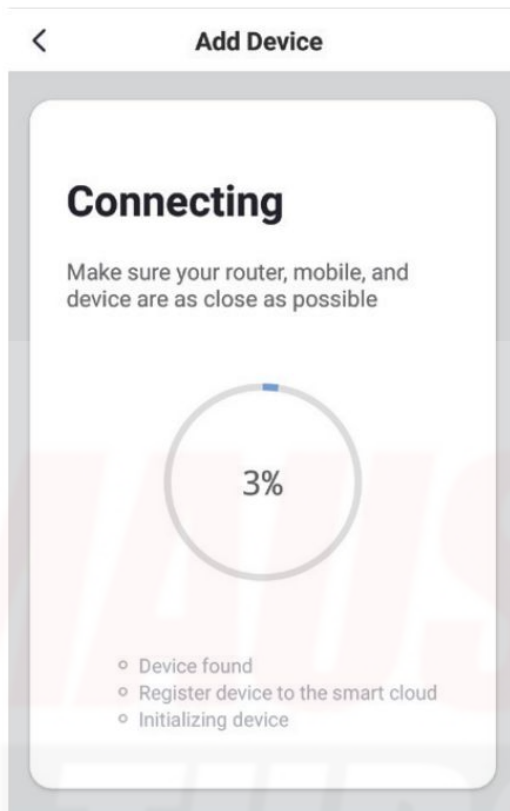 Add Device
Connecting
Make sure your router, mobile, and
device are as close as possible
3%
Device found
Register device to the smart cloud
Initializing device